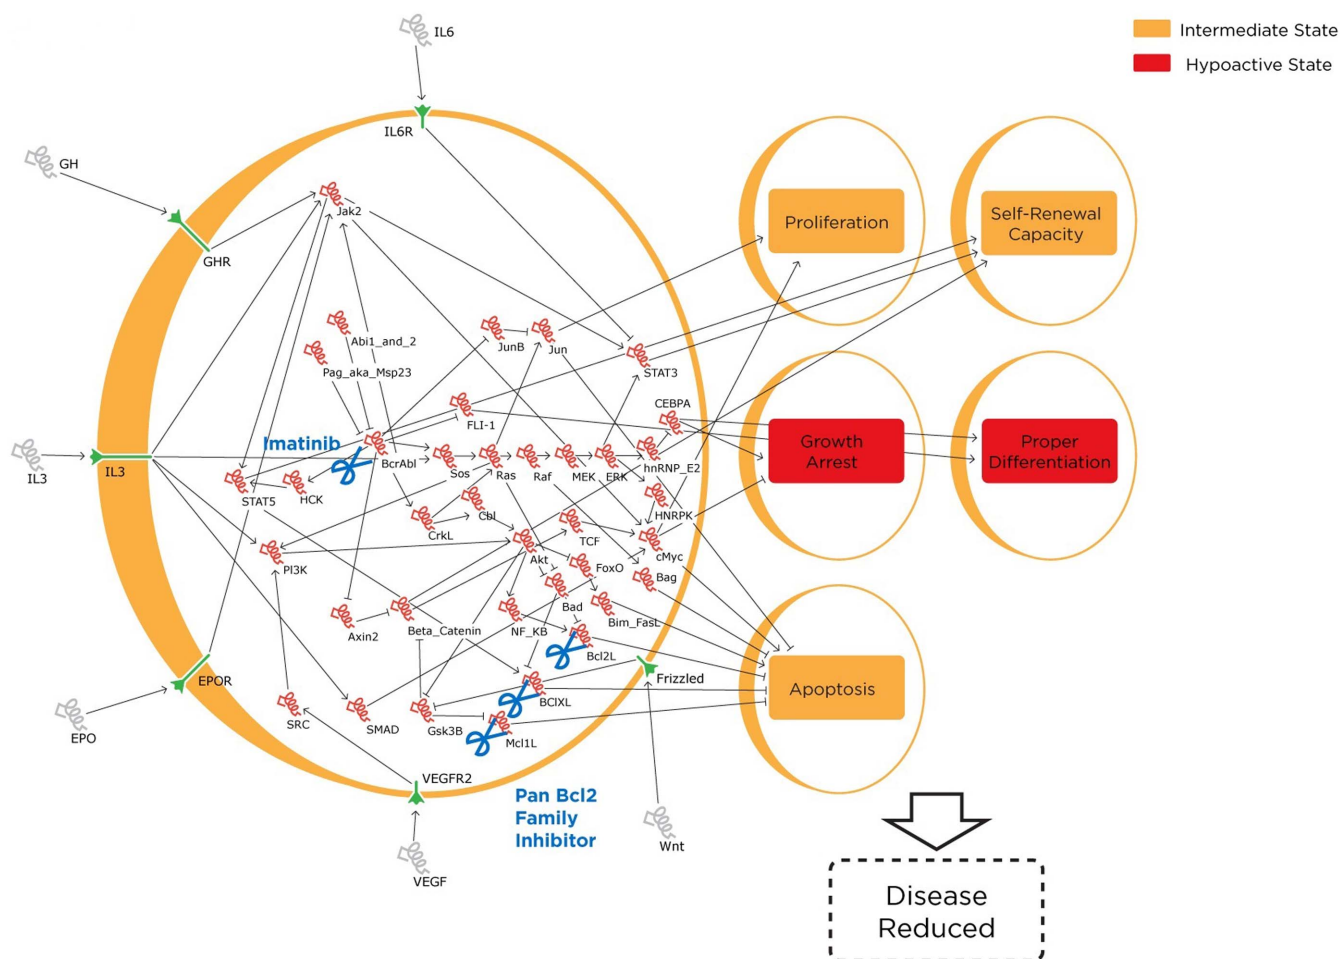 IL6
Intermediate State
Hypoactive State
IL6R
GH
Jak2
GHR
Proliferation
Self-Renewal
Capacity
Abi1_and_2
JunB
Jun
Pag_aka_Msp23
STAT3
CEBPA
FLI-1
Imatinib
BcrAbl
Growth
Arrest
Proper
Differentiation
IL3
IL3
Sos
Ras
Raf
MEK
ERK
hnRNP_E2
STAT5
HCK
HNRPK
CrkL
Cbl
TCF
cMyc
Akt
FoxO
PI3K
Bag
Bad
Bim_FasL
Axin2
Beta_Catenin
NF_KB
Bcl2L
Frizzled
EPOR
Apoptosis
BClXL
EPO
SRC
SMAD
Gsk3B
Mcl1L
VEGFR2
Pan Bcl2
Family
Inhibitor
Wnt
VEGF
Disease
Reduced